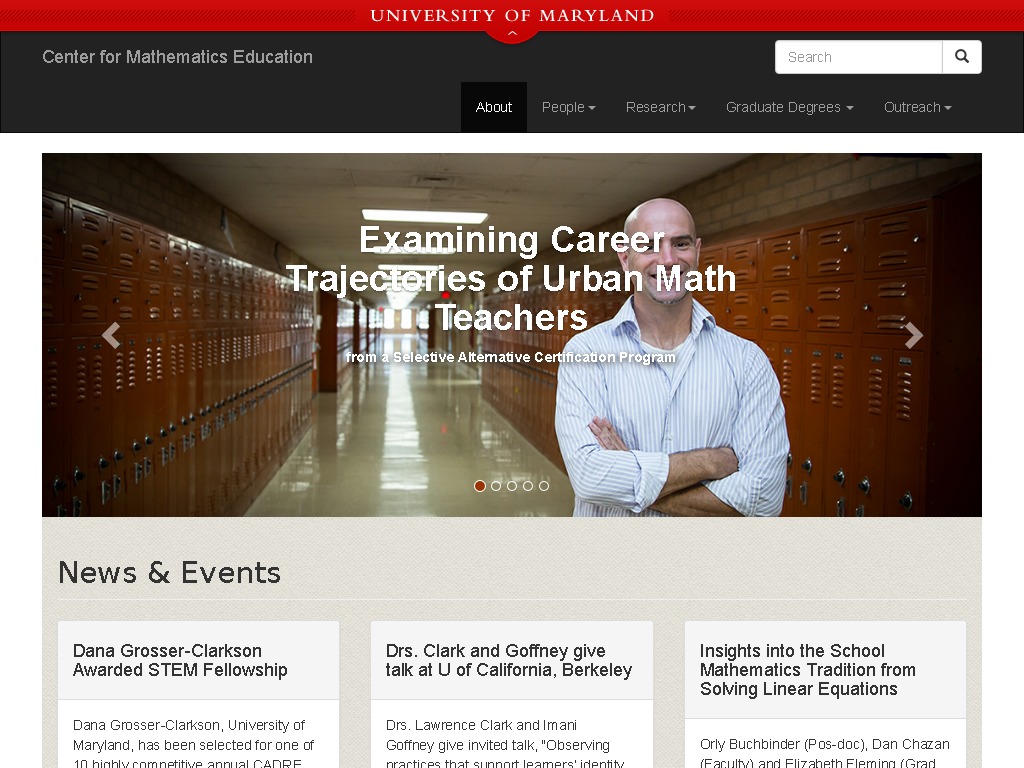 UNIVERSITY OF MARYLAND
Center for Mathematics Education
Search
About People Research Graduate Degrees Outreach
Examining Career
Trajectories of Urban Math
Teachers
from a Selective Alternative Certification Program
News & Events
Dana Grosser-Clarkson
Awarded STEM Fellowship
Dana Grosser-Clarkson, University of
Maryland, has been selected for one of
10 highly competitive annual CADRE
Drs. Clark and Goffney give
talk at U of California, Berkeley
Drs. Lawrence Clark and Imani
Goffney give invited talk, "Observing
practices that support learners' identity
Insights into the School
Mathematics Tradition from
Solving Linear Equations
Orly Buchbinder (Pos-doc), Dan Chazan
(Faculty) and Elizabeth Fleming (Grad